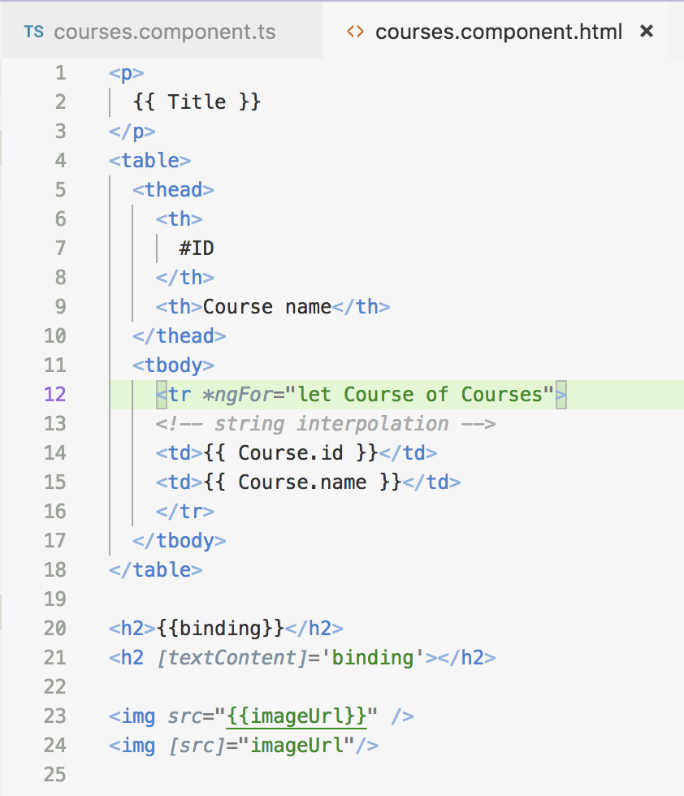 TS courses.component.ts <> courses.component.html ×
1 <p>
2 {{ Title }}
3 </p>
4 <table>
5 <thead>
6 <th>
7 #ID
8 </th>
9 <th>Course name</th>
10 </thead>
11 <tbody>
12 <tr *ngFor="let Course of Courses">
13 <!-- string interpolation -->
14 <td>{{ Course.id }}</td>
15 <td>{{ Course.name }}</td>
16 </tr>
17 </tbody>
18 </table>
19
20 <h2>{{binding}}</h2>
21 <h2 [textContent]='binding'></h2>
22
23 <img src="{{imageUrl}}" />
24 <img [src]="imageUrl"/>
25